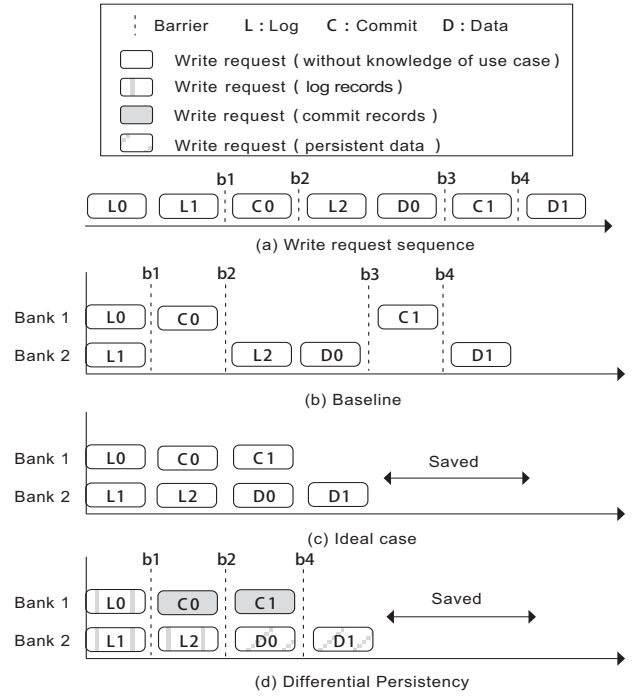 Barrier L : Log C : Commit D : Data
Write request ( without knowledge of use case )
Write request ( log records )
Write request ( commit records )
Write request ( persistent data )
b1 b2 b3 b4
L0 L1 C0 L2 D0 C1 D1
(a) Write request sequence
b1 b2 b3 b4
Bank 1 L0 C0 C1
Bank 2 L1 L2 D0 D1
(b) Baseline
Bank 1 L0 C0 C1 Saved
Bank 2 L1 L2 D0 D1
(c) Ideal case
b1 b2 b4
Bank 1 L0 C0 C1 Saved
Bank 2 L1 L2 D0 D1
(d) Differential Persistency